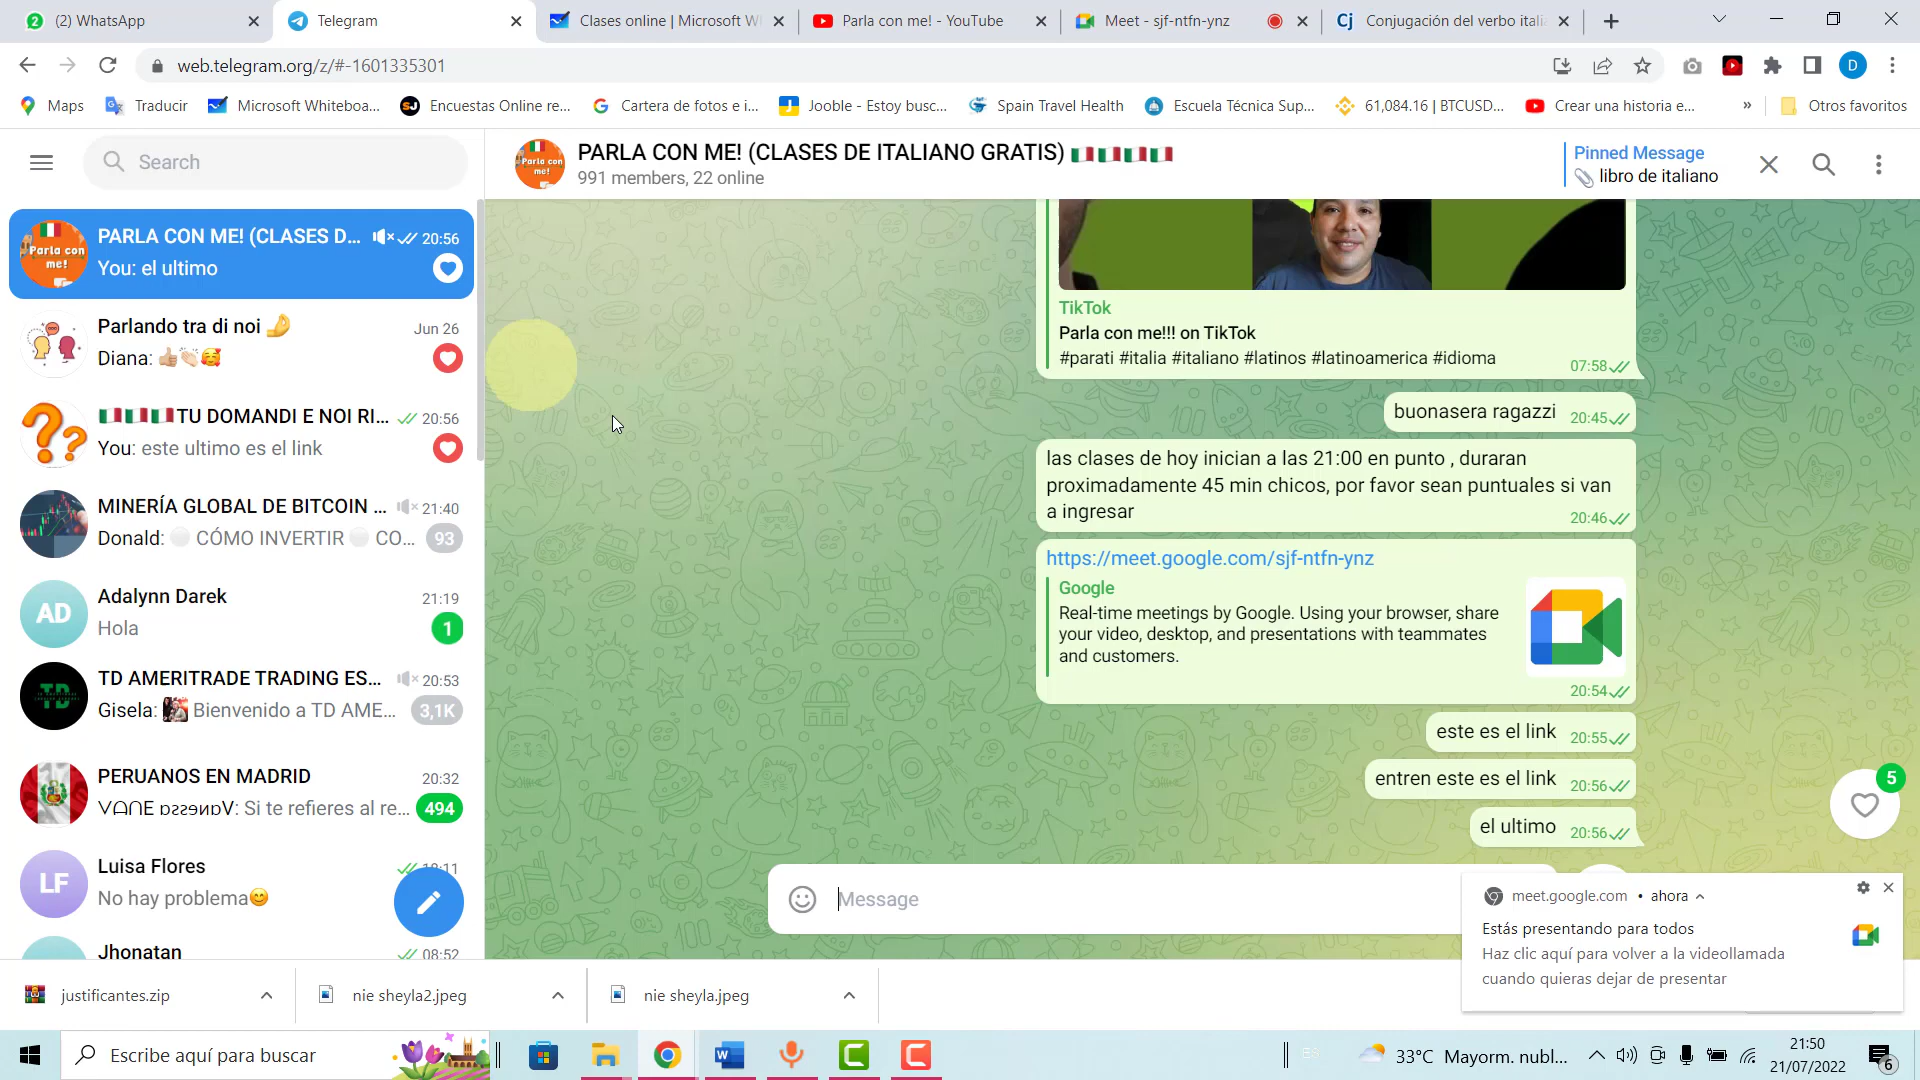 (2) WhatsApp
Telegram
Clases online | Microsoft W
Parla con me! - YouTube
Meet - sjf-ntfn-ynz
Cj Conjugación del verbo itali
web.telegram.org/z/#-1601335301
D
Maps
Traducir
Microsoft Whiteboa...
Encuestas Online re...
Cartera de fotos e i...
Jooble - Estoy busc...
Spain Travel Health
Escuela Técnica Sup...
61,084.16 | BTCUSD...
Crear una historia e...
»
Otros favoritos
Search
Parla con me!
PARLA CON ME! (CLASES D... 20:56
You: el ultimo
Parlando tra di noi 🤌 Jun 26
Diana: 👍🏼👏🏻🥰
🇮🇹🇮🇹🇮🇹TU DOMANDI E NOI RI... 20:56
You: este ultimo es el link
MINERÍA GLOBAL DE BITCOIN ... 21:40
Donald: ⚪ CÓMO INVERTIR ⚪ CO... 93
AD
Adalynn Darek 21:19
Hola 1
TD
TD AMERITRADE TRADING ES... 20:53
Gisela: Bienvenido a TD AME... 3,1K
PERUANOS EN MADRID 20:32
Si te refieres al re... 494
LF
Luisa Flores
No hay problema😊
Jhonatan 08:52
Parla con me!
PARLA CON ME! (CLASES DE ITALIANO GRATIS) 🇮🇹🇮🇹🇮🇹🇮🇹
991 members, 22 online
Pinned Message
📎 libro de italiano
TikTok
Parla con me!!! on TikTok
#parati #italia #italiano #latinos #latinoamerica #idioma
07:58
buonasera ragazzi 20:45
las clases de hoy inician a las 21:00 en punto , duraran
proximadamente 45 min chicos, por favor sean puntuales si van
a ingresar
20:46
https://meet.google.com/sjf-ntfn-ynz
Google
Real-time meetings by Google. Using your browser, share
your video, desktop, and presentations with teammates
and customers.
20:54
este es el link 20:55
entren este es el link 20:56
el ultimo 20:56
5
Message
meet.google.com • ahora
Estás presentando para todos
Haz clic aquí para volver a la videollamada
cuando quieras dejar de presentar
justificantes.zip
nie sheyla2.jpeg
nie sheyla.jpeg
Escribe aquí para buscar
33°C Mayorm. nubl...
21:50
21/07/2022
6